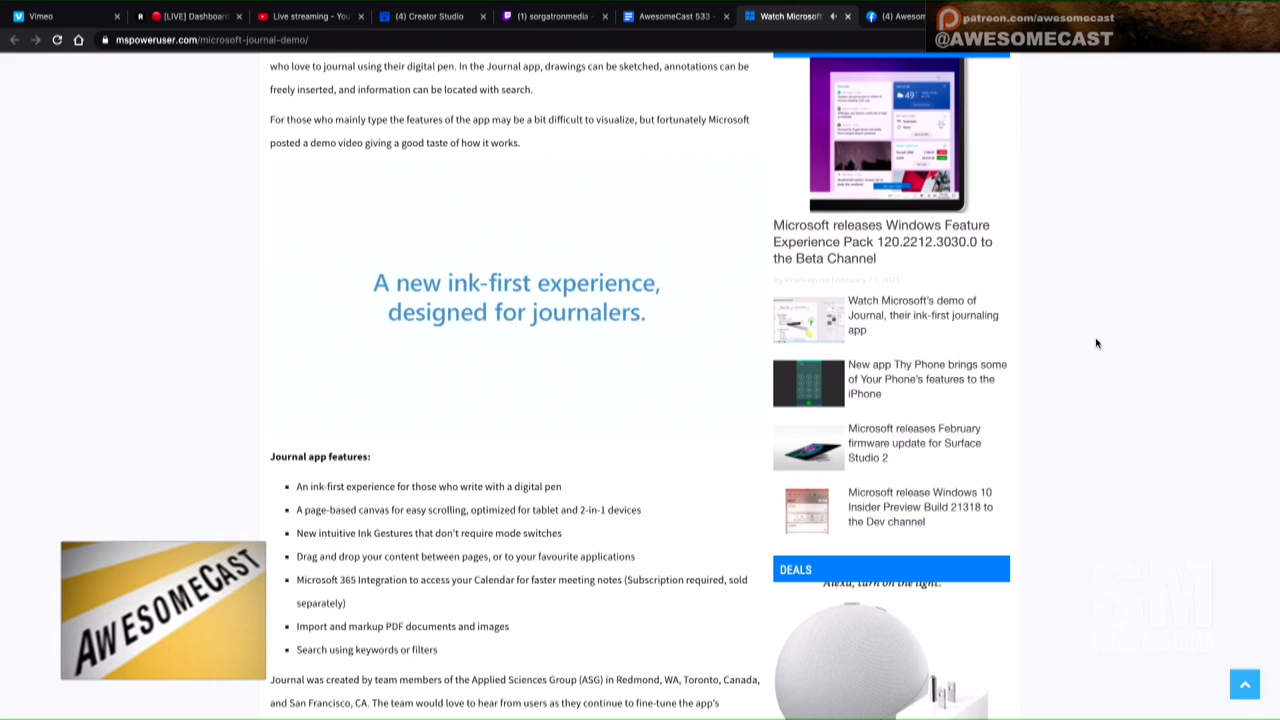 Vimeo
[LIVE] Dashboard
Live streaming - You
(4) Creator Studio
(1) sorgatronmedia -
AwesomeCast 533 -
Watch Microsoft
(4) Awesom
patreon.com/awesomecast
@AWESOMECAST
mspoweruser.com/microsoft-journal-demo/
who love to journal using their digital pen. In the Journal app, drawings can be sketched, annotations can be
freely inserted, and information can be located with search.
For those who mainly type the features of the app may be a bit difficult to visualize, but fortunately Microsoft
posted a demo video giving a good taste of how it works.
A new ink-first experience,
designed for journalers.
Journal app features:
An ink-first experience for those who write with a digital pen
A page-based canvas for easy scrolling, optimized for tablet and 2-in-1 devices
New intuitive Ink Gestures that don't require mode switches
Drag and drop your content between pages, or to your favourite applications
Microsoft 365 Integration to access your Calendar for faster meeting notes (Subscription required, sold
separately)
Import and markup PDF documents and images
Search using keywords or filters
Journal was created by team members of the Applied Sciences Group (ASG) in Redmond, WA, Toronto, Canada,
and San Francisco, CA. The team would love to hear from users as they continue to fine-tune the app's
49°
Microsoft releases Windows Feature
Experience Pack 120.2212.3030.0 to
the Beta Channel
Watch Microsoft's demo of
Journal, their ink-first journaling
app
New app Thy Phone brings some
of Your Phone's features to the
iPhone
Microsoft releases February
firmware update for Surface
Studio 2
Microsoft release Windows 10
Insider Preview Build 21318 to
the Dev channel
DEALS
Alexa, turn on the light.
AWESOMECAST
SM